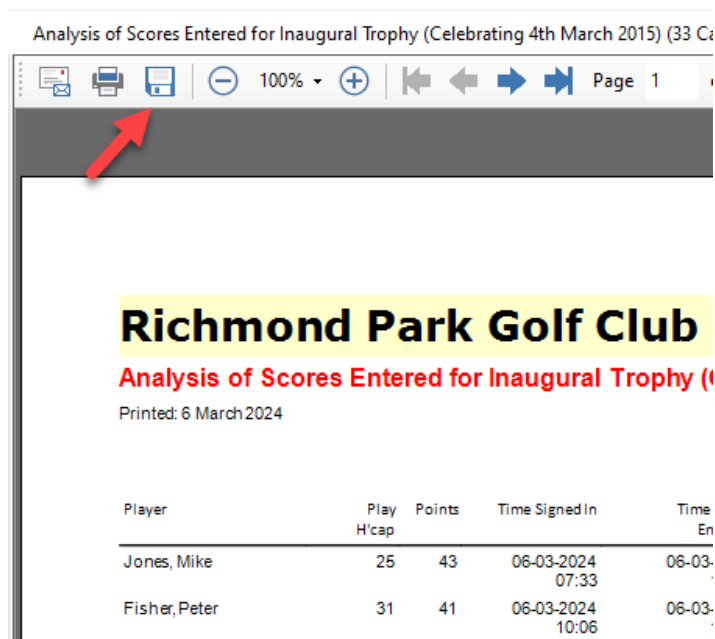 Analysis of Scores Entered for Inaugural Trophy (Celebrating 4th March 2015) (33
100% Page 1
Richmond Park Golf Club
Analysis of Scores Entered for Inaugural Trophy (
Printed: 6 March 2024
Player Play Points Time Signed In Time
H'cap
Jones, Mike 25 43 06-03-2024 06-03-
07:33
Fisher, Peter 31 41 06-03-2024 06-03-
10:06